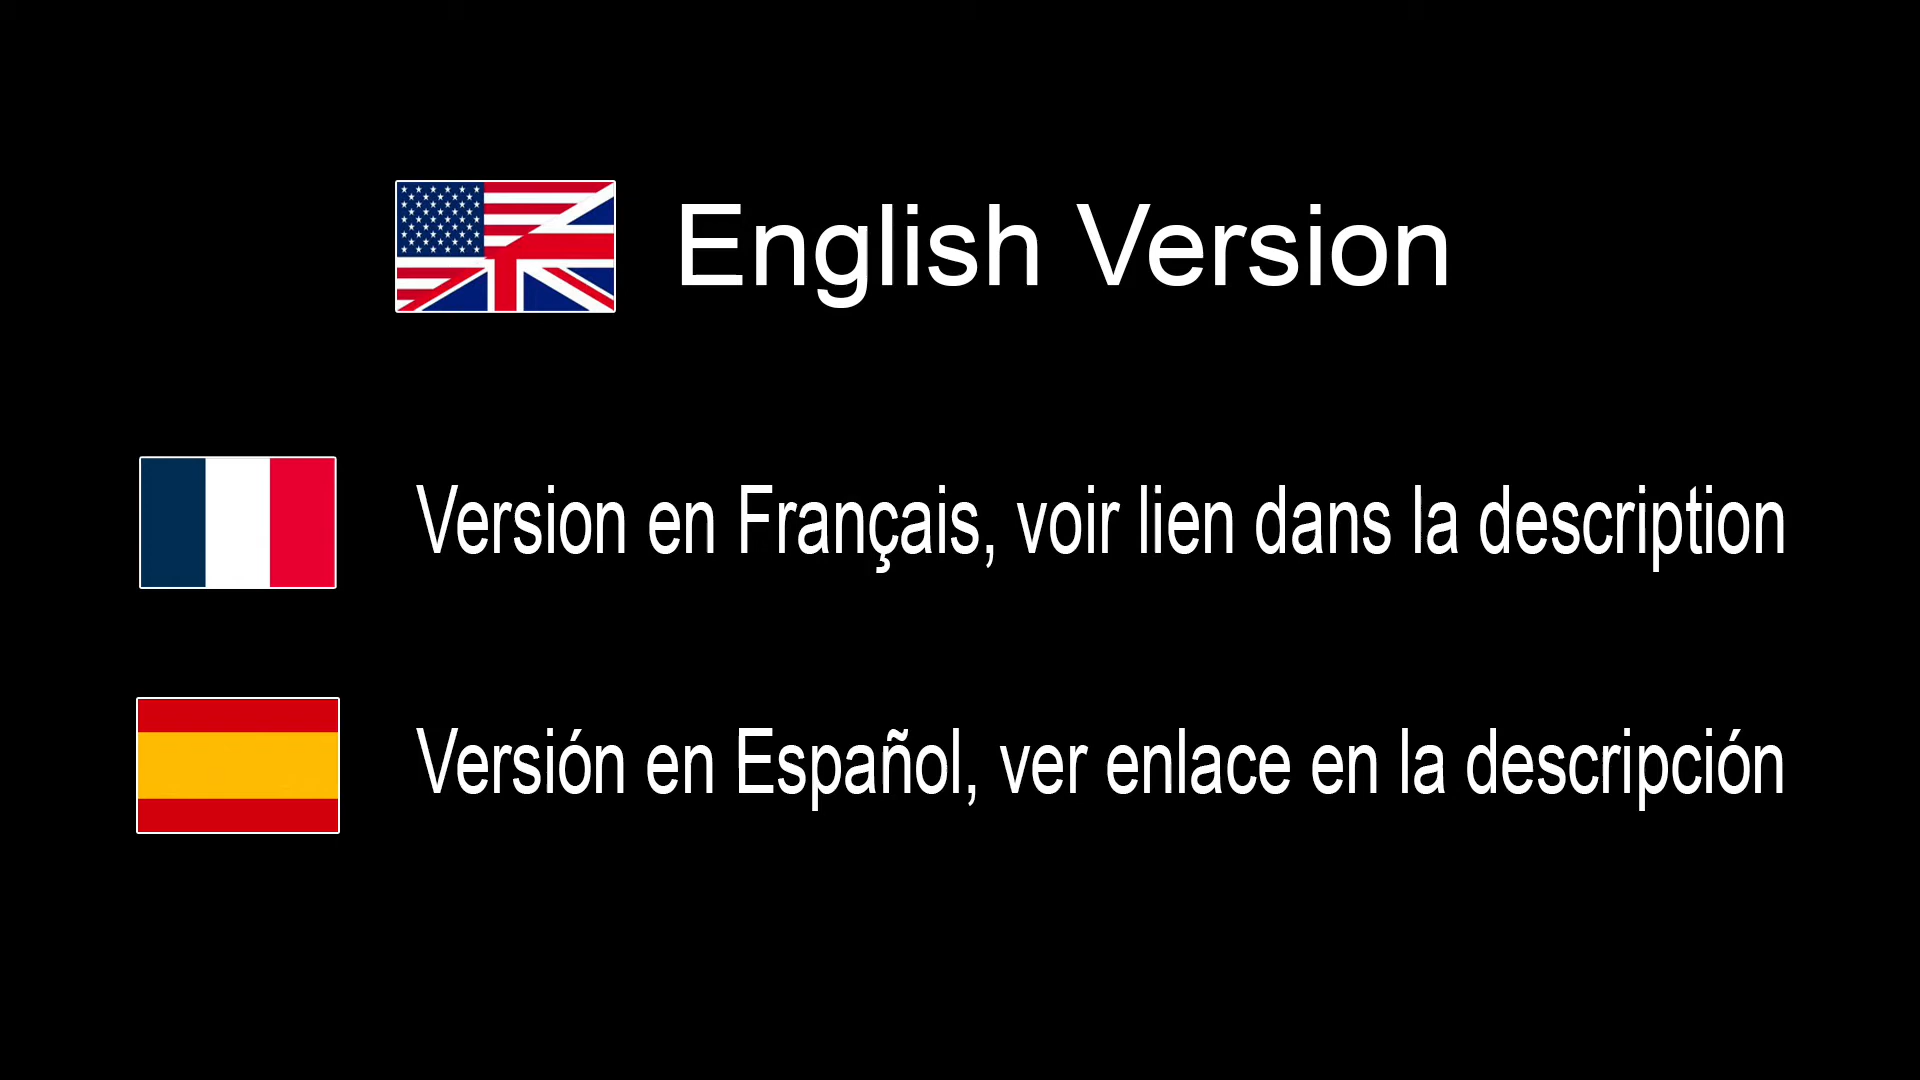 English Version
Version en Français, voir lien dans la description
Versión en Español, ver enlace en la descripción